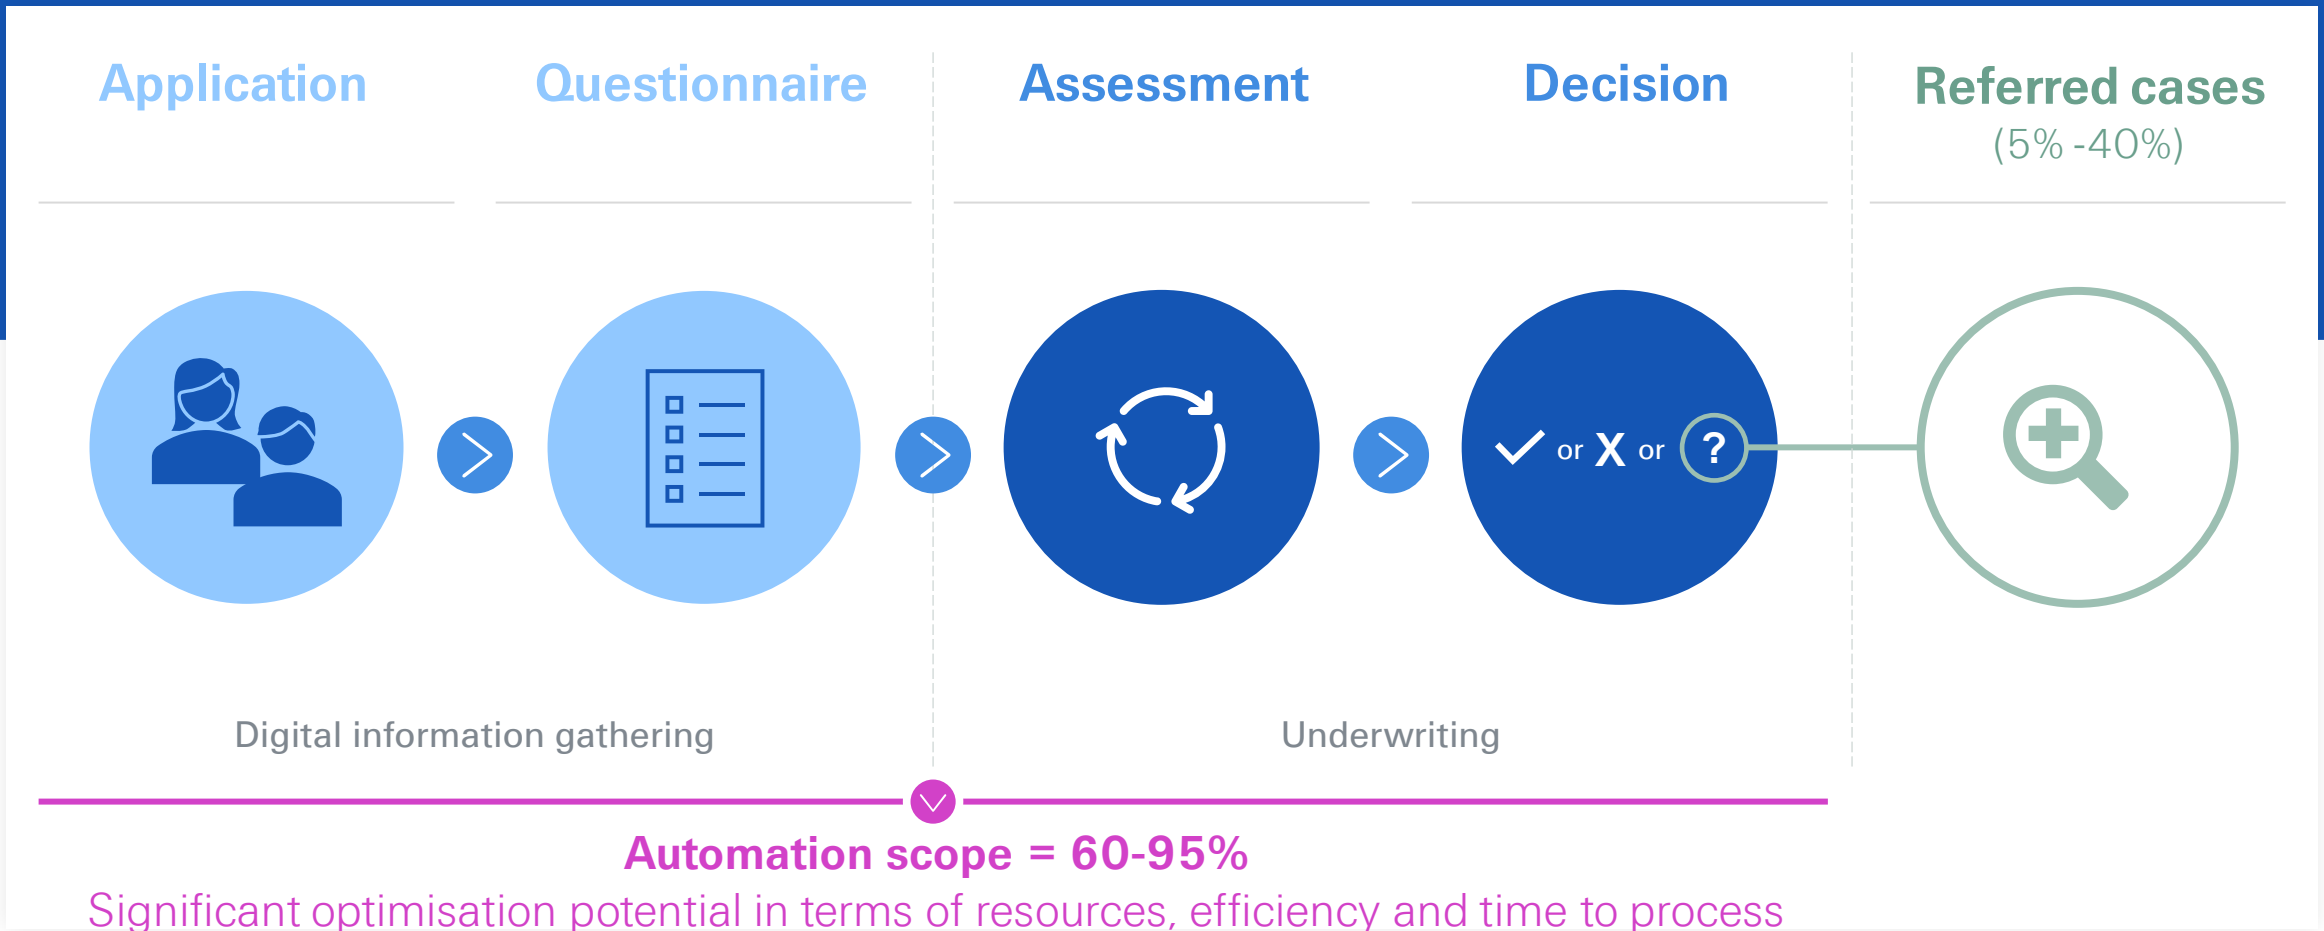 Application
Questionnaire
Assessment
Decision
Referred cases
(5% -40%)
or X or ?
Digital information gathering
Underwriting
Automation scope = 60-95%
Significant optimisation potential in terms of resources, efficiency and time to process